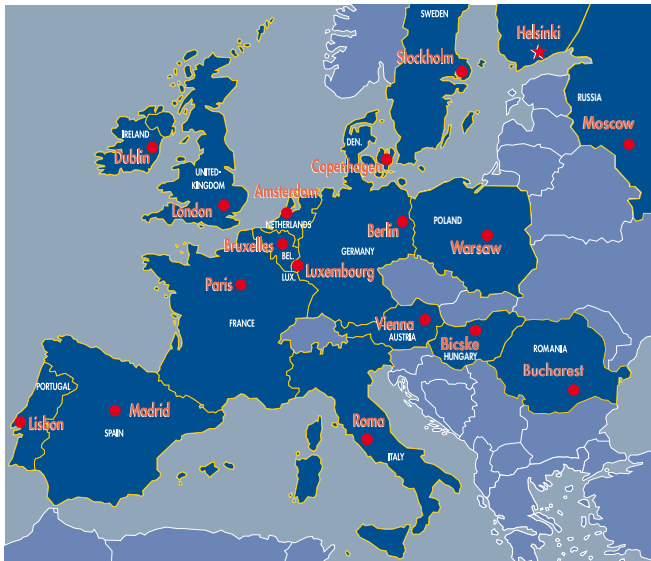 SWEDEN
Helsinki
Stockholm
RUSSIA
Moscow
IRELAND
Dublin
DEN.
Copenhagen
UNITED-
KINGDOM
London
Amsterdam
NETHERLANDS
Berlin
POLAND
Warsaw
Bruxelles
BEL.
GERMANY
Luxembourg
LUX.
Paris
FRANCE
Vienna
AUSTRIA
Bicske
HUNGARY
ROMANIA
Bucharest
PORTUGAL
Lisbon
Madrid
SPAIN
Roma
ITALY